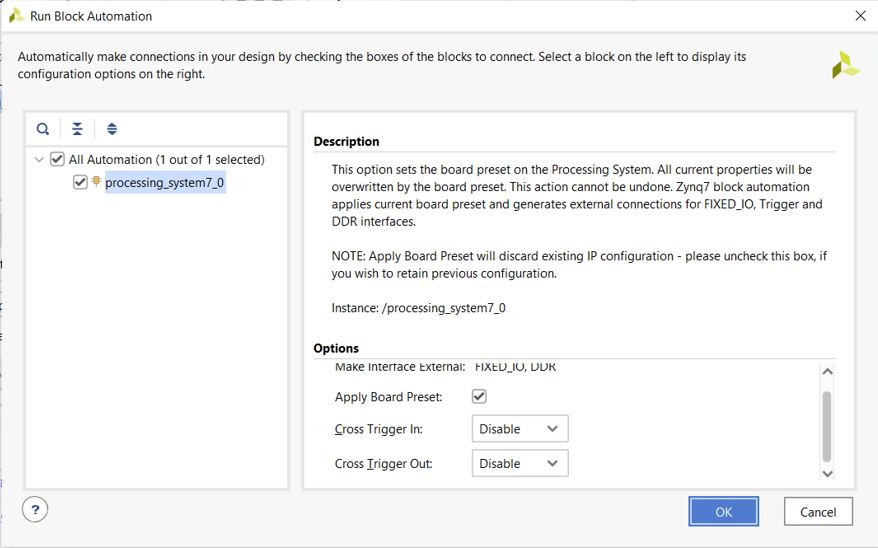 Run Block Automation
Automatically make connections in your design by checking the boxes of the blocks to connect. Select a block on the left to display its
configuration options on the right.
All Automation (1 out of 1 selected)
processing_system7_0
Description
This option sets the board preset on the Processing System. All current properties will be
overwritten by the board preset. This action cannot be undone. Zynq7 block automation
applies current board preset and generates external connections for FIXED_IO, Trigger and
DDR interfaces.
NOTE: Apply Board Preset will discard existing IP configuration - please uncheck this box, if
you wish to retain previous configuration.
Instance: /processing_system7_0
Options
Make Interface External: FIXED_IO, DDR
Apply Board Preset:
Cross Trigger In: Disable
Cross Trigger Out: Disable
?
OK
Cancel